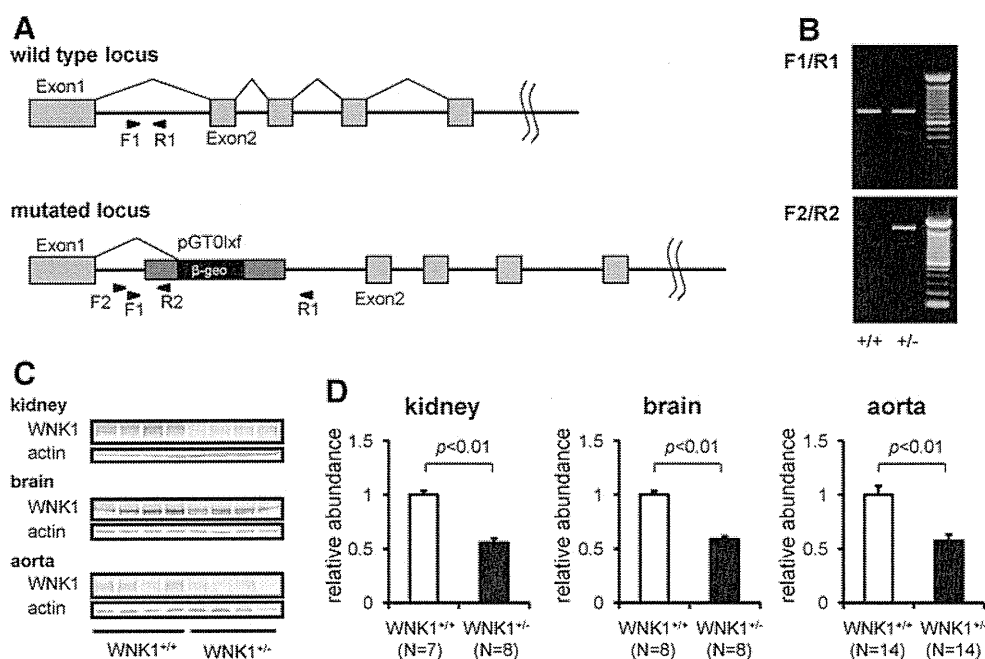 A
wild type locus
Exon1
F1
R1
Exon2
mutated locus
Exon1
pGT0lxf
β-geo
F2
F1
R2
R1
Exon2
B
F1/R1
F2/R2
+/+ +/-
C
kidney
WNK1
actin
brain
WNK1
actin
aorta
WNK1
actin
WNK1+/+ WNK1+/-
D
kidney
relative abundance
1.5
1
0.5
0
p<0.01
WNK1+/+ WNK1+/-
(N=7) (N=8)
brain
relative abundance
1.5
1
0.5
0
p<0.01
WNK1+/+ WNK1+/-
(N=8) (N=8)
aorta
relative abundance
1.5
1
0.5
0
p<0.01
WNK1+/+ WNK1+/-
(N=14) (N=14)